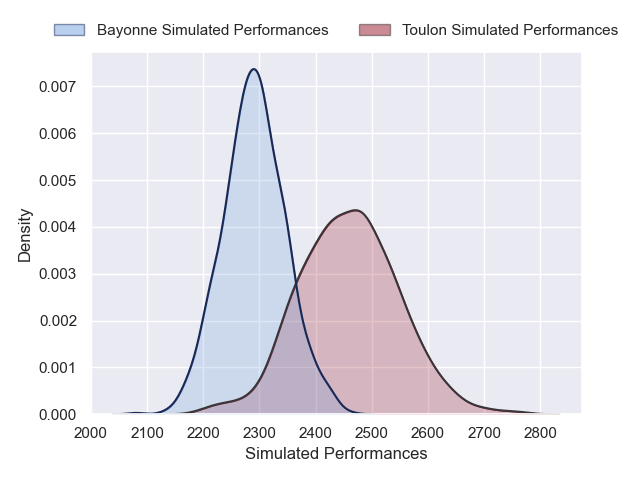 Bayonne Simulated Performances Toulon Simulated Performances
0.007
0.006
0.005
0.004
0.003
0.002
0.001
0.000
Density
2000 2100 2200 2300 2400 2500 2600 2700 2800
Simulated Performances